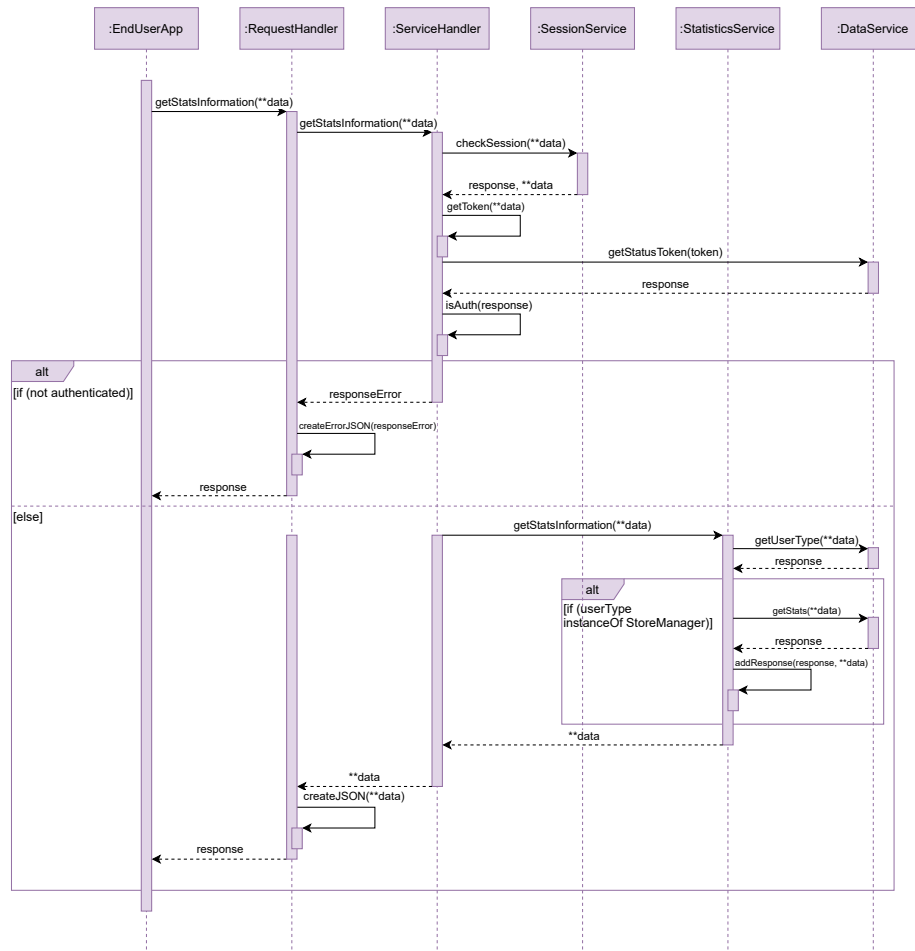 :EndUserApp
:RequestHandler
:ServiceHandler
:SessionService
:StatisticsService
:DataService
getStatsInformation(**data)
getStatsInformation(**data)
checkSession(**data)
response, **data
getToken(**data)
getStatusToken(token)
response
isAuth(response)
alt
[if (not authenticated)]
responseError
createErrorJSON(responseError)
response
[else]
getStatsInformation(**data)
getUserType(**data)
response
alt
[if (userType
instanceOf StoreManager)]
getStats(**data)
response
addResponse(response, **data)
**data
**data
createJSON(**data)
response